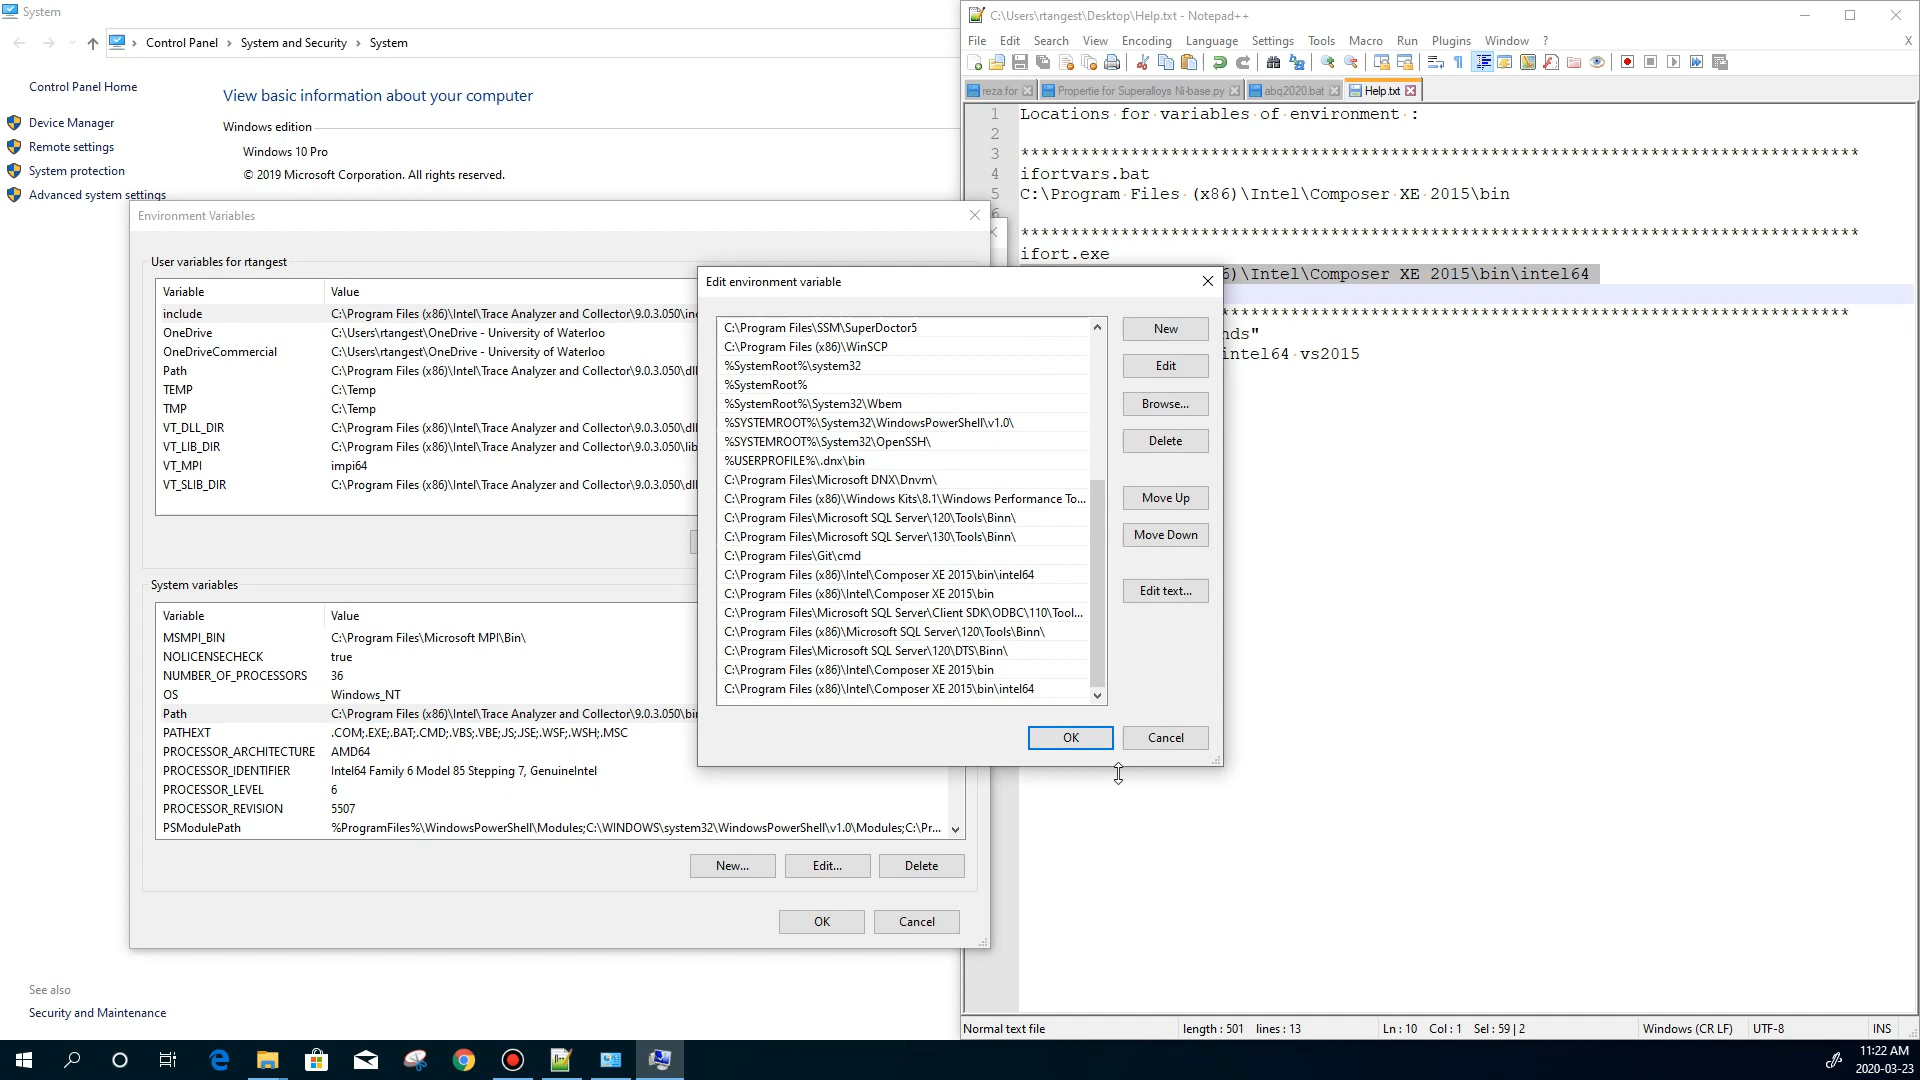 System
Control Panel > System and Security > System
Control Panel Home
Device Manager
Remote settings
System protection
Advanced system settings
View basic information about your computer
Windows edition
Windows 10 Pro
© 2019 Microsoft Corporation. All rights reserved.
See also
Security and Maintenance
Environment Variables
User variables for rtangest
Variable Value
include C:\Program Files (x86)\Intel\Trace Analyzer and Collector\9.0.3.050\inc
OneDrive C:\Users\rtangest\OneDrive - University of Waterloo
OneDriveCommercial C:\Users\rtangest\OneDrive - University of Waterloo
Path C:\Program Files (x86)\Intel\Trace Analyzer and Collector\9.0.3.050\dll
TEMP C:\Temp
TMP C:\Temp
VT_DLL_DIR C:\Program Files (x86)\Intel\Trace Analyzer and Collector\9.0.3.050\dll
VT_LIB_DIR C:\Program Files (x86)\Intel\Trace Analyzer and Collector\9.0.3.050\lib
VT_MPI impi64
VT_SLIB_DIR C:\Program Files (x86)\Intel\Trace Analyzer and Collector\9.0.3.050\dll
System variables
Variable Value
MSMPI_BIN C:\Program Files\Microsoft MPI\Bin\
NOLICENSECHECK true
NUMBER_OF_PROCESSORS 36
OS Windows_NT
Path C:\Program Files (x86)\Intel\Trace Analyzer and Collector\9.0.3.050\bin
PATHEXT .COM;.EXE;.BAT;.CMD;.VBS;.VBE;.JS;.JSE;.WSF;.WSH;.MSC
PROCESSOR_ARCHITECTURE AMD64
PROCESSOR_IDENTIFIER Intel64 Family 6 Model 85 Stepping 7, GenuineIntel
PROCESSOR_LEVEL 6
PROCESSOR_REVISION 5507
PSModulePath %ProgramFiles%\WindowsPowerShell\Modules;C:\WINDOWS\system32\WindowsPowerShell\v1.0\Modules;C:\Pr...
New... Edit... Delete
OK Cancel
Edit environment variable
C:\Program Files\SSM\SuperDoctor5
C:\Program Files (x86)\WinSCP
%SystemRoot%\system32
%SystemRoot%
%SystemRoot%\System32\Wbem
%SYSTEMROOT%\System32\WindowsPowerShell\v1.0\
%SYSTEMROOT%\System32\OpenSSH\
%USERPROFILE%\.dnx\bin
C:\Program Files\Microsoft DNX\Dnvm\
C:\Program Files (x86)\Windows Kits\8.1\Windows Performance To...
C:\Program Files\Microsoft SQL Server\120\Tools\Binn\
C:\Program Files\Microsoft SQL Server\130\Tools\Binn\
C:\Program Files\Git\cmd
C:\Program Files (x86)\Intel\Composer XE 2015\bin\intel64
C:\Program Files (x86)\Intel\Composer XE 2015\bin
C:\Program Files\Microsoft SQL Server\Client SDK\ODBC\110\Tool...
C:\Program Files (x86)\Microsoft SQL Server\120\Tools\Binn\
C:\Program Files\Microsoft SQL Server\120\DTS\Binn\
C:\Program Files (x86)\Intel\Composer XE 2015\bin
C:\Program Files (x86)\Intel\Composer XE 2015\bin\intel64
New
Edit
Browse...
Delete
Move Up
Move Down
Edit text...
OK Cancel
C:\Users\rtangest\Desktop\Help.txt - Notepad++
File Edit Search View Encoding Language Settings Tools Macro Run Plugins Window ? X
reza.for Propertie for Superalloys Ni-base.py abq2020.bat Help.txt
1 Locations for variables of environment :
2
3 ************************************************************************************
4 ifortvars.bat
5 C:\Program Files (x86)\Intel\Composer XE 2015\bin
6
************************************************************************************
ifort.exe
6)\Intel\Composer XE 2015\bin\intel64
***************************************************************
nds"
intel64 vs2015
Normal text file length : 501 lines : 13 Ln : 10 Col : 1 Sel : 59 | 2 Windows (CR LF) UTF-8 INS
11:22 AM
2020-03-23